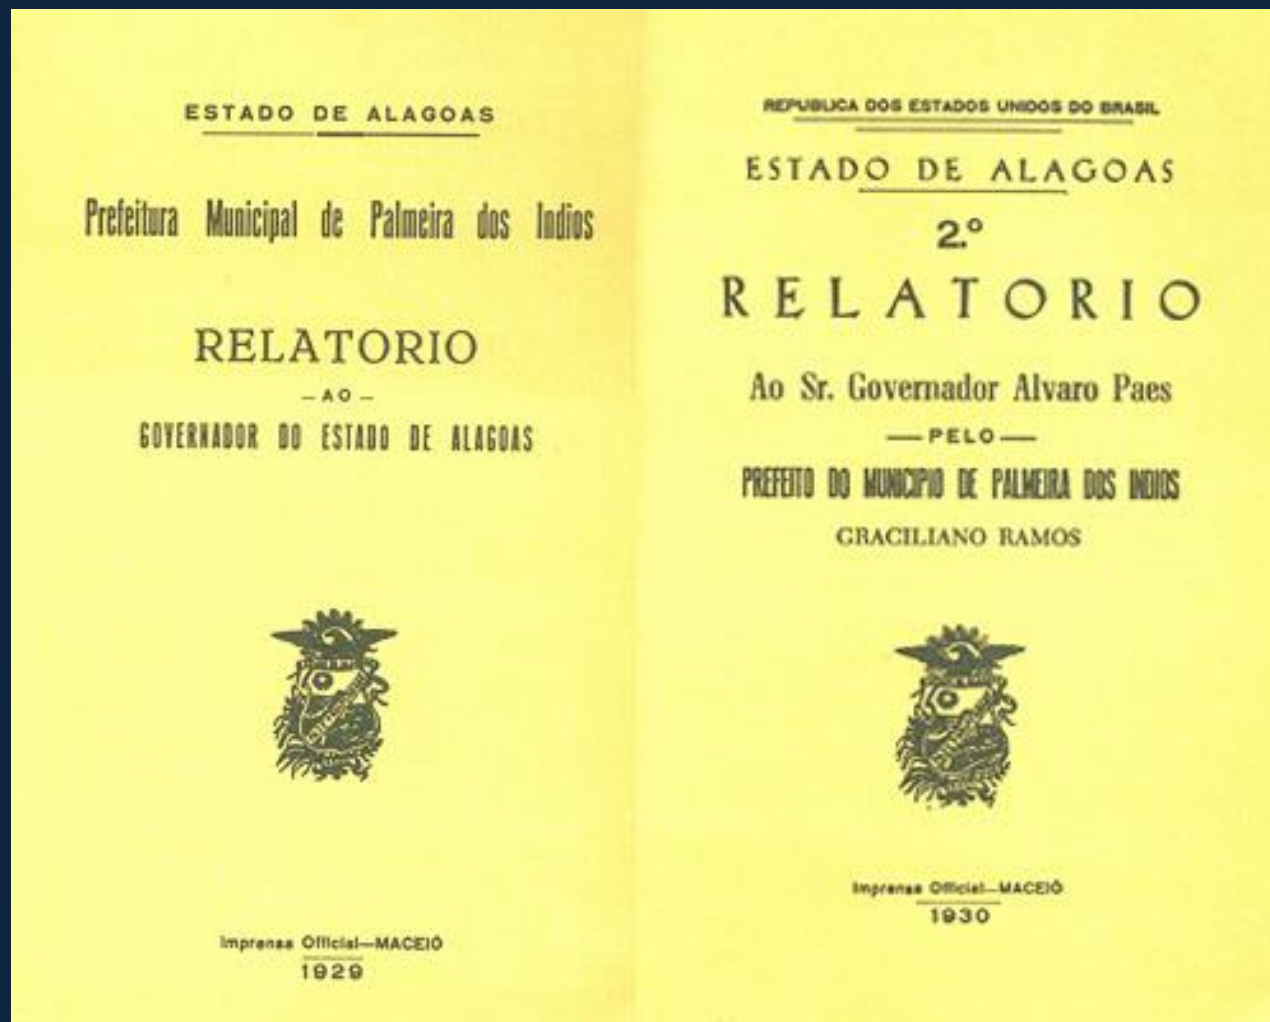 ESTADO DE ALAGOAS
Prefeitura Municipal de Palmeira dos Indios
RELATORIO
— AO —
GOVERNADOR DO ESTADO DE ALAGOAS
Imprensa Official—MACEIÓ
1929
REPUBLICA DOS ESTADOS UNIDOS DO BRASIL
ESTADO DE ALAGOAS
2.º
RELATORIO
Ao Sr. Governador Alvaro Paes
— PELO —
PREFEITO DO MUNICIPIO DE PALMEIRA DOS INDIOS
GRACILIANO RAMOS
Imprensa Official—MACEIÓ
1930